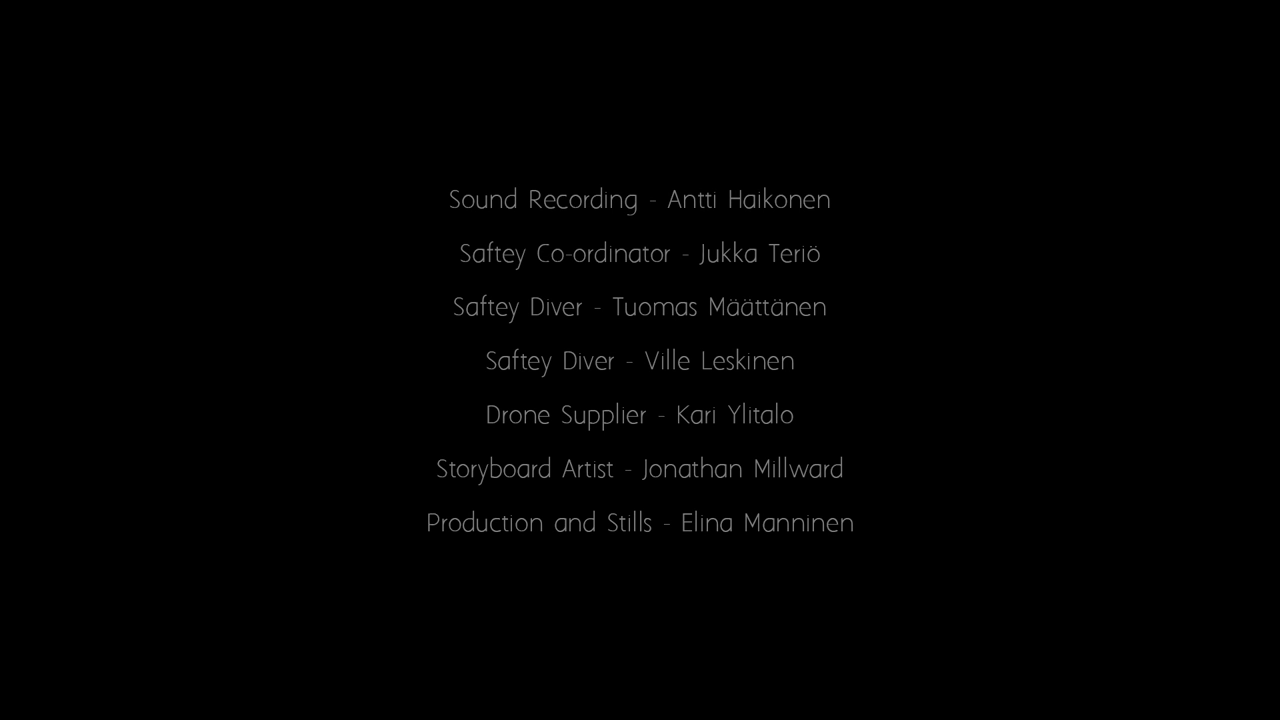 Sound Recording - Antti Haikonen
Saftey Co-ordinator - Jukka Teriö
Saftey Diver - Tuomas Määttänen
Saftey Diver - Ville Leskinen
Drone Supplier - Kari Ylitalo
Storyboard Artist - Jonathan Millward
Production and Stills - Elina Manninen